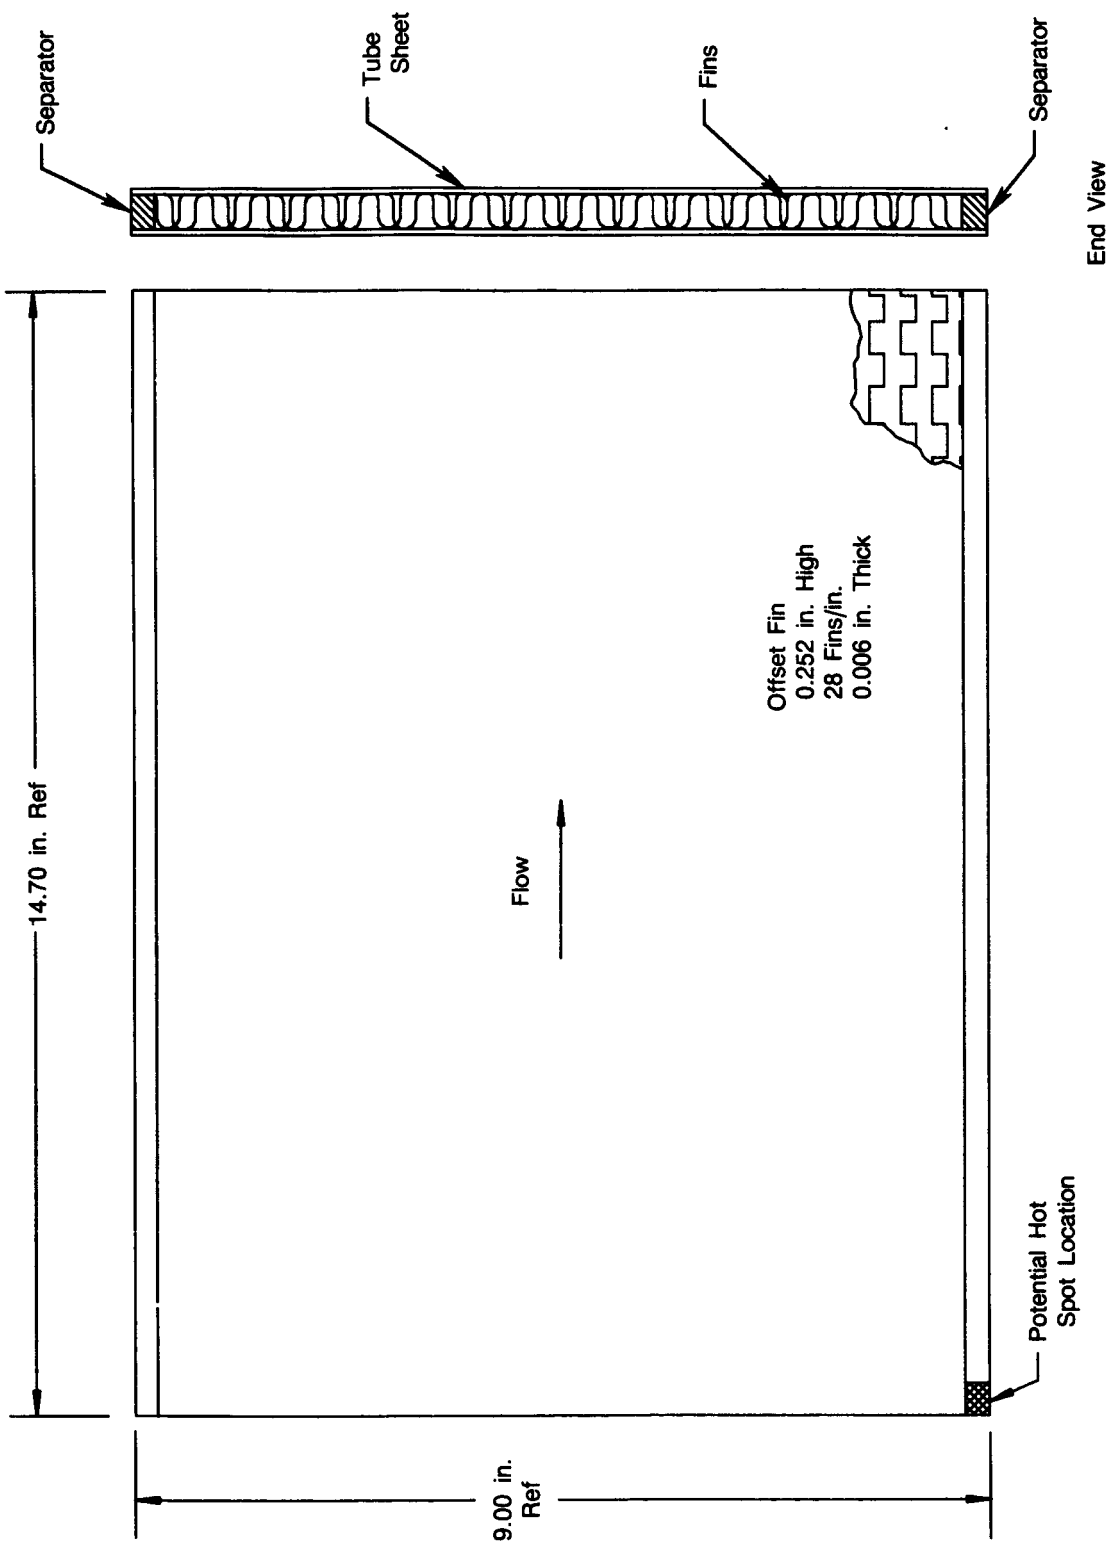 14.70 in. Ref
Separator
Tube
Sheet
Fins
Separator
End View
9.00 in.
Ref
Flow
Offset Fin
0.252 in. High
28 Fins/in.
0.006 in. Thick
Potential Hot
Spot Location